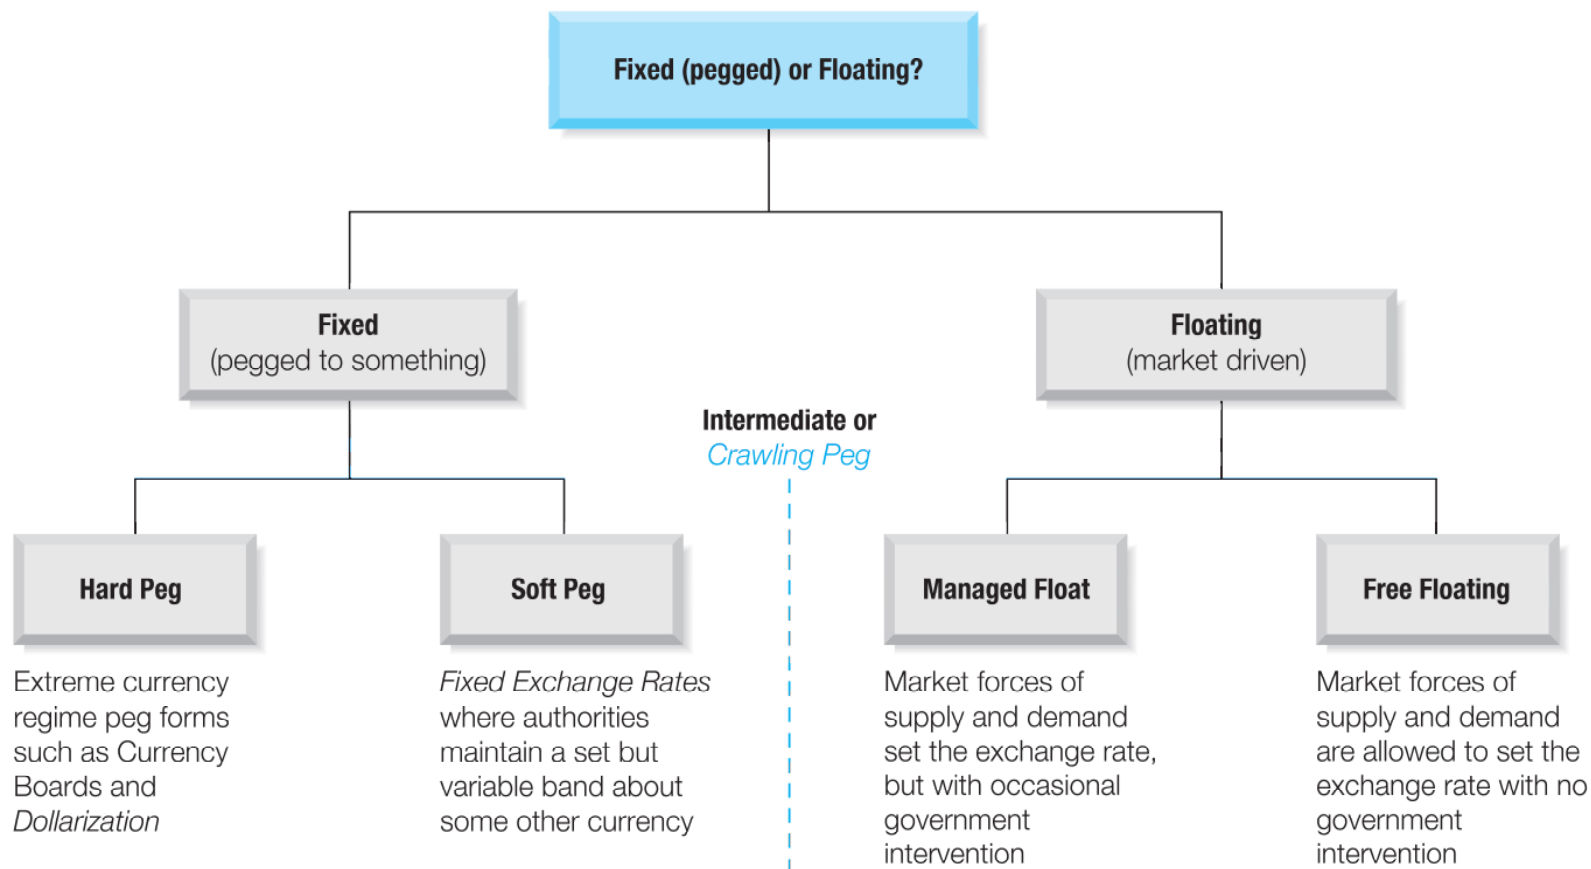 Fixed (pegged) or Floating?
Fixed
(pegged to something)
Floating
(market driven)
Intermediate or
Crawling Peg
Hard Peg
Extreme currency
regime peg forms
such as Currency
Boards and
Dollarization
Soft Peg
Fixed Exchange Rates
where authorities
maintain a set but
variable band about
some other currency
Managed Float
Market forces of
supply and demand
set the exchange rate,
but with occasional
government
intervention
Free Floating
Market forces of
supply and demand
are allowed to set the
exchange rate with no
government
intervention